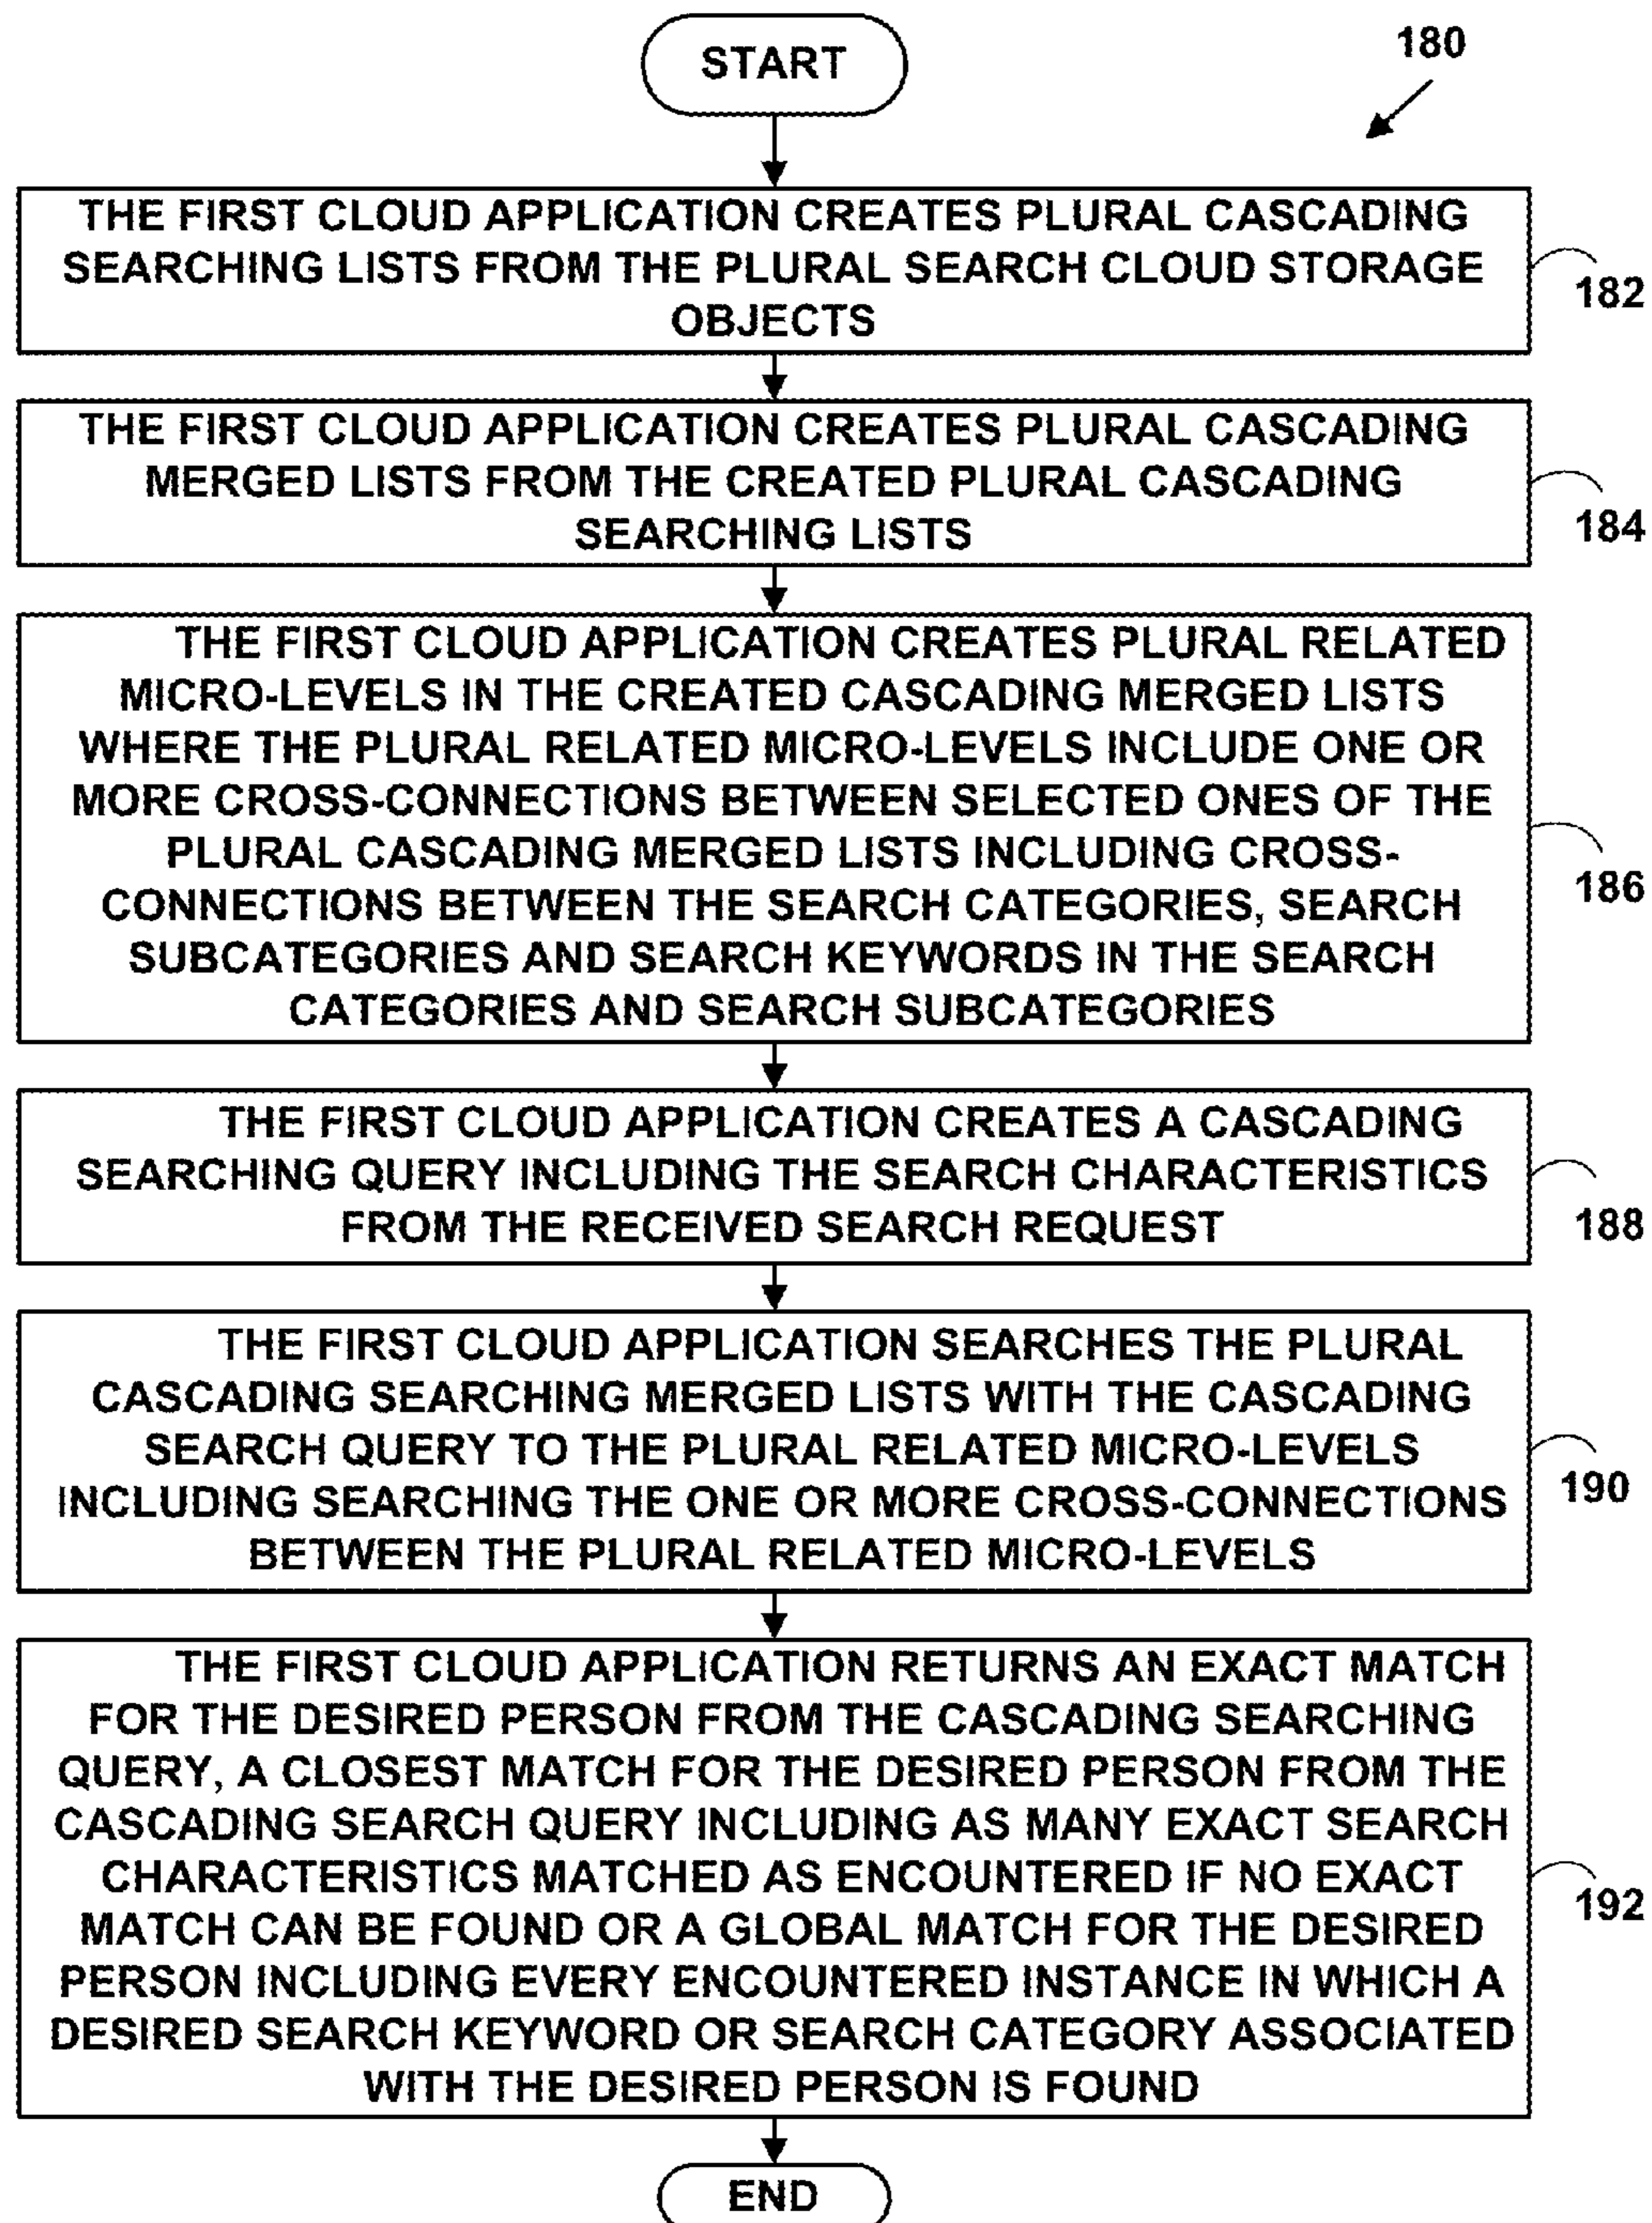 START
180
THE FIRST CLOUD APPLICATION CREATES PLURAL CASCADING
SEARCHING LISTS FROM THE PLURAL SEARCH CLOUD STORAGE
OBJECTS
182
THE FIRST CLOUD APPLICATION CREATES PLURAL CASCADING
MERGED LISTS FROM THE CREATED PLURAL CASCADING
SEARCHING LISTS
184
THE FIRST CLOUD APPLICATION CREATES PLURAL RELATED
MICRO-LEVELS IN THE CREATED CASCADING MERGED LISTS
WHERE THE PLURAL RELATED MICRO-LEVELS INCLUDE ONE OR
MORE CROSS-CONNECTIONS BETWEEN SELECTED ONES OF THE
PLURAL CASCADING MERGED LISTS INCLUDING CROSS-
CONNECTIONS BETWEEN THE SEARCH CATEGORIES, SEARCH
SUBCATEGORIES AND SEARCH KEYWORDS IN THE SEARCH
CATEGORIES AND SEARCH SUBCATEGORIES
186
THE FIRST CLOUD APPLICATION CREATES A CASCADING
SEARCHING QUERY INCLUDING THE SEARCH CHARACTERISTICS
FROM THE RECEIVED SEARCH REQUEST
188
THE FIRST CLOUD APPLICATION SEARCHES THE PLURAL
CASCADING SEARCHING MERGED LISTS WITH THE CASCADING
SEARCH QUERY TO THE PLURAL RELATED MICRO-LEVELS
INCLUDING SEARCHING THE ONE OR MORE CROSS-CONNECTIONS
BETWEEN THE PLURAL RELATED MICRO-LEVELS
190
THE FIRST CLOUD APPLICATION RETURNS AN EXACT MATCH
FOR THE DESIRED PERSON FROM THE CASCADING SEARCHING
QUERY, A CLOSEST MATCH FOR THE DESIRED PERSON FROM THE
CASCADING SEARCH QUERY INCLUDING AS MANY EXACT SEARCH
CHARACTERISTICS MATCHED AS ENCOUNTERED IF NO EXACT
MATCH CAN BE FOUND OR A GLOBAL MATCH FOR THE DESIRED
PERSON INCLUDING EVERY ENCOUNTERED INSTANCE IN WHICH A
DESIRED SEARCH KEYWORD OR SEARCH CATEGORY ASSOCIATED
WITH THE DESIRED PERSON IS FOUND
192
END